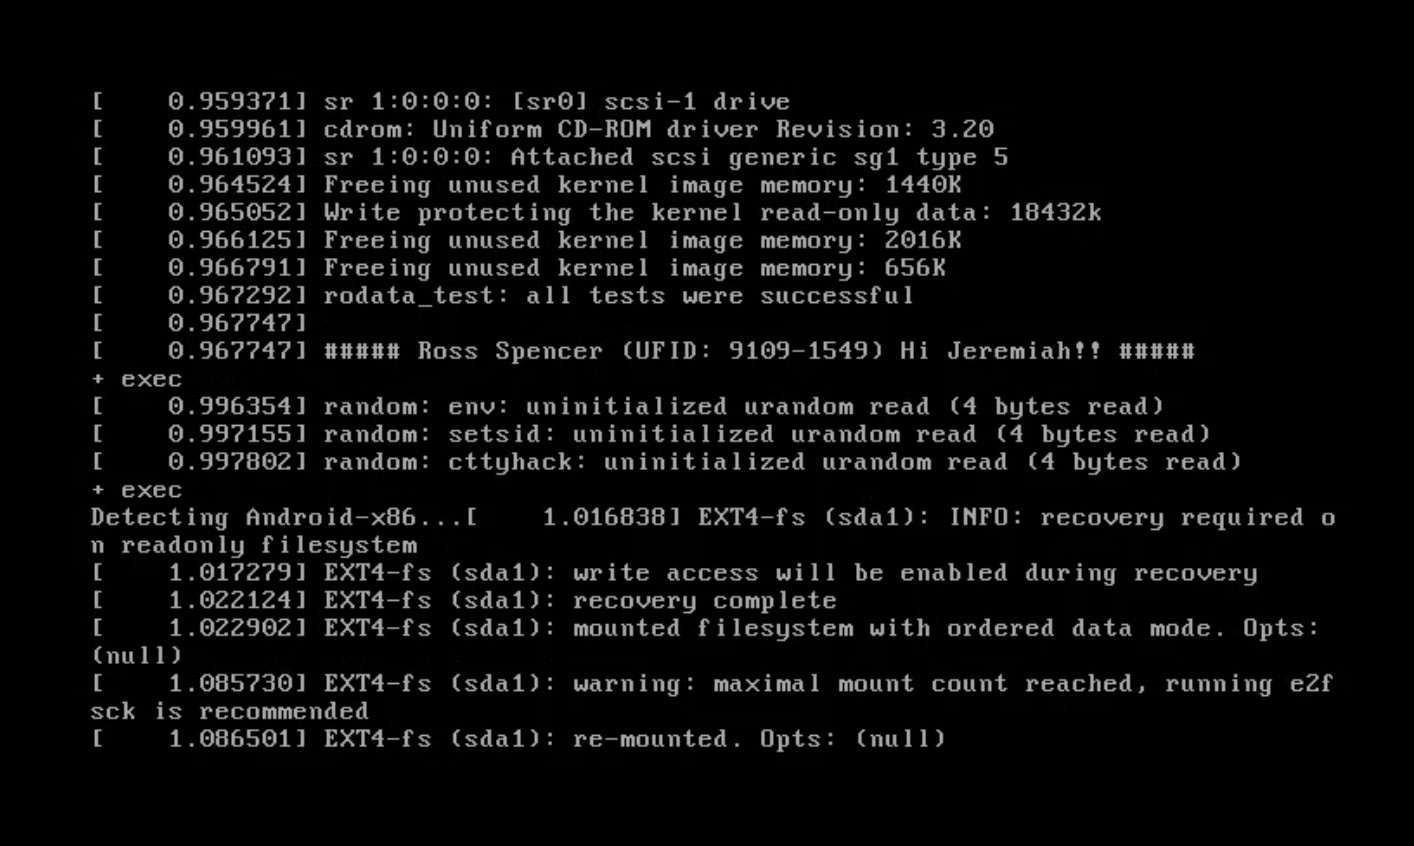 [    0.959371] sr 1:0:0:0: [sr0] scsi-1 drive
[    0.959961] cdrom: Uniform CD-ROM driver Revision: 3.20
[    0.961093] sr 1:0:0:0: Attached scsi generic sg1 type 5
[    0.964524] Freeing unused kernel image memory: 1440K
[    0.965052] Write protecting the kernel read-only data: 18432k
[    0.966125] Freeing unused kernel image memory: 2016K
[    0.966791] Freeing unused kernel image memory: 656K
[    0.967292] rodata_test: all tests were successful
[    0.967747]
[    0.967747] ##### Ross Spencer (UFID: 9109-1549) Hi Jeremiah!! #####
+ exec
[    0.996354] random: env: uninitialized urandom read (4 bytes read)
[    0.997155] random: setsid: uninitialized urandom read (4 bytes read)
[    0.997802] random: cttyhack: uninitialized urandom read (4 bytes read)
+ exec
Detecting Android-x86...[    1.016838] EXT4-fs (sda1): INFO: recovery required o
n readonly filesystem
[    1.017279] EXT4-fs (sda1): write access will be enabled during recovery
[    1.022124] EXT4-fs (sda1): recovery complete
[    1.022902] EXT4-fs (sda1): mounted filesystem with ordered data mode. Opts:
(null)
[    1.085730] EXT4-fs (sda1): warning: maximal mount count reached, running e2f
sck is recommended
[    1.086501] EXT4-fs (sda1): re-mounted. Opts: (null)